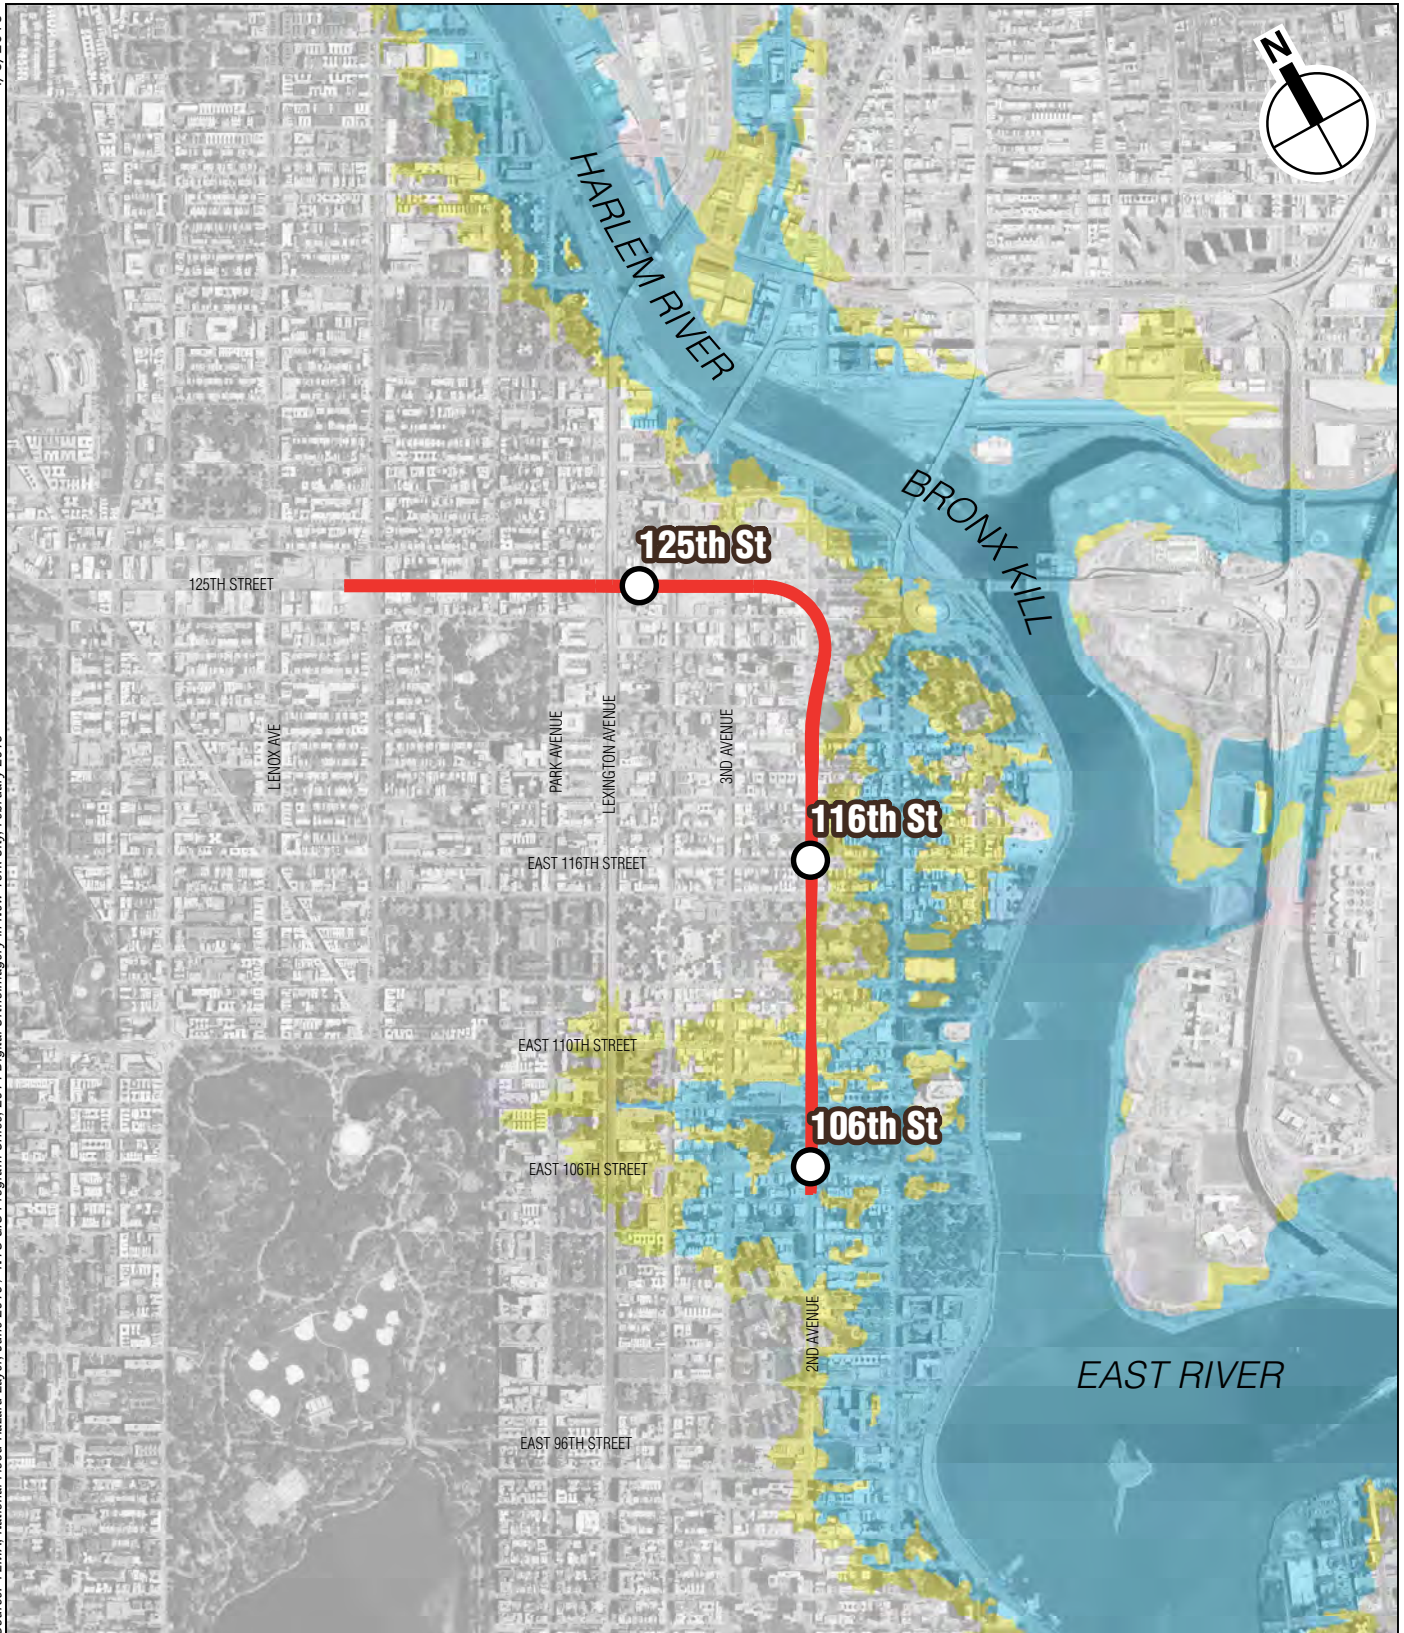 N
HARLEM RIVER
BRONX KILL
125th St
125TH STREET
LENOX AVE
PARK AVENUE
LEXINGTON AVENUE
3ND AVENUE
116th St
EAST 116TH STREET
EAST 110TH STREET
106th St
EAST 106TH STREET
2ND AVENUE
EAST RIVER
EAST 96TH STREET